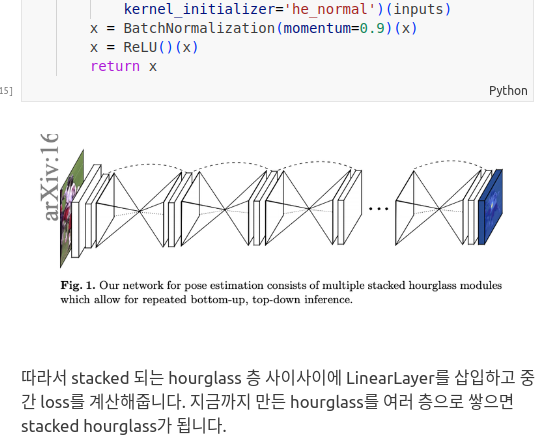 kernel_initializer='he_normal')(inputs)
x = BatchNormalization(momentum=0.9)(x)
x = ReLU()(x)
return x
15]
Python
arXiv:16
Fig. 1. Our network for pose estimation consists of multiple stacked hourglass modules
which allow for repeated bottom-up, top-down inference.
따라서 stacked 되는 hourglass 층 사이사이에 LinearLayer를 삽입하고 중
간 loss를 계산해줍니다. 지금까지 만든 hourglass를 여러 층으로 쌓으면
stacked hourglass가 됩니다.